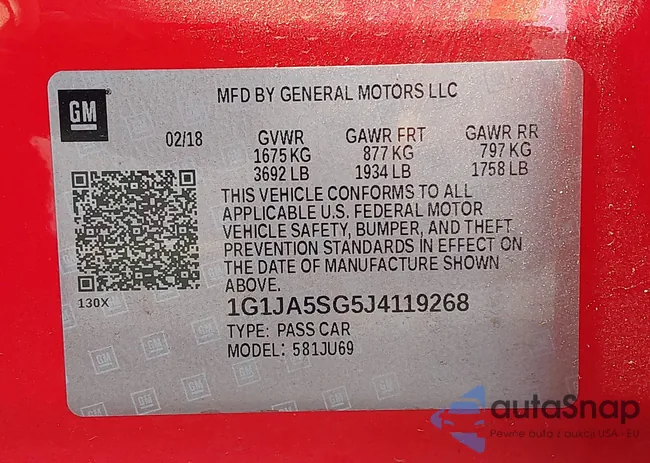 GM
MFD BY GENERAL MOTORS LLC
02/18 GVWR GAWR FRT GAWR RR
1675 KG 877 KG 797 KG
3692 LB 1934 LB 1758 LB
THIS VEHICLE CONFORMS TO ALL
APPLICABLE U.S. FEDERAL MOTOR
VEHICLE SAFETY, BUMPER, AND THEFT
PREVENTION STANDARDS IN EFFECT ON
THE DATE OF MANUFACTURE SHOWN
ABOVE.
130X
1G1JA5SG5J4119268
TYPE: PASS CAR
MODEL: 581JU69
autaSnap
Pewne auta z aukcji USA - EU